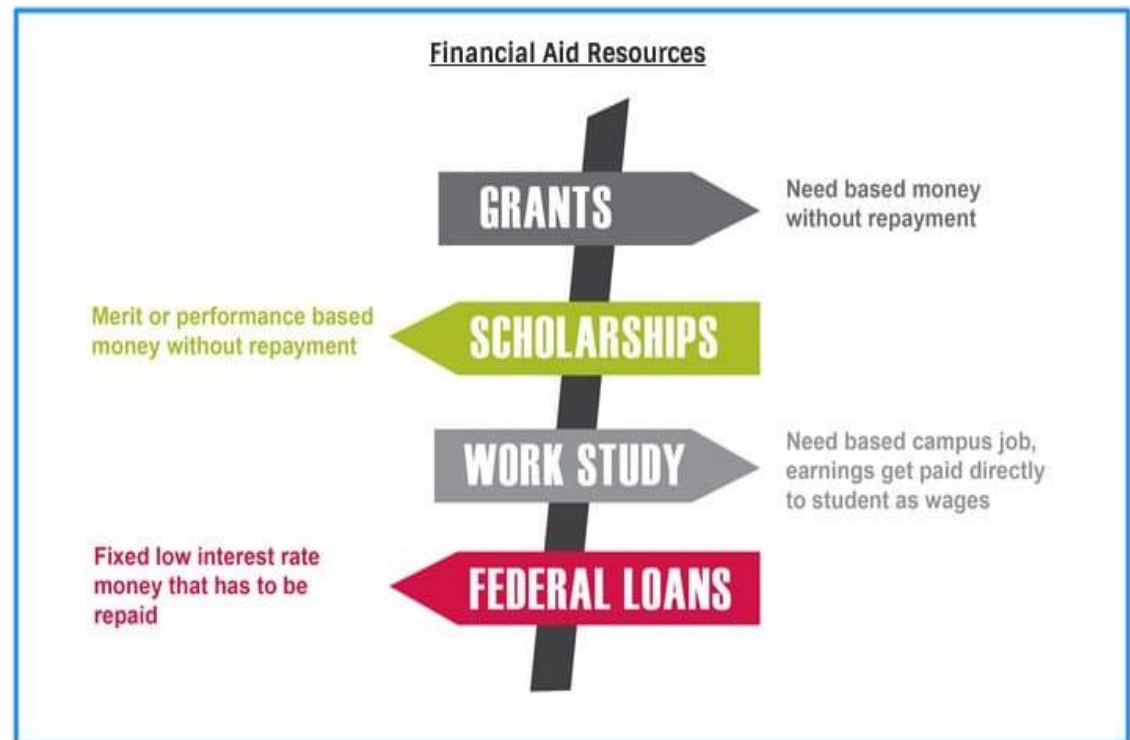 Financial Aid Resources
GRANTS
Need based money
without repayment
Merit or performance based
money without repayment
SCHOLARSHIPS
WORK STUDY
Need based campus job,
earnings get paid directly
to student as wages
Fixed low interest rate
money that has to be
repaid
FEDERAL LOANS